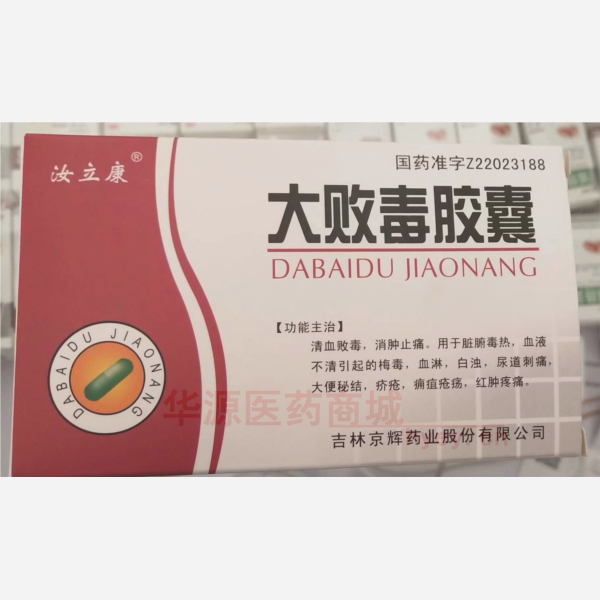 汝立康®
国药准字Z22023188
大败毒胶囊
DABAIDU JIAONANG
【功能主治】
清血败毒，消肿止痛。用于脏腑毒热，血液
不清引起的梅毒，血淋，白浊，尿道刺痛，
大便秘结，疥疮，痈疽疮疡，红肿疼痛。
DABAIDU JIAONANG
华源医药商城
吉林京辉药业股份有限公司